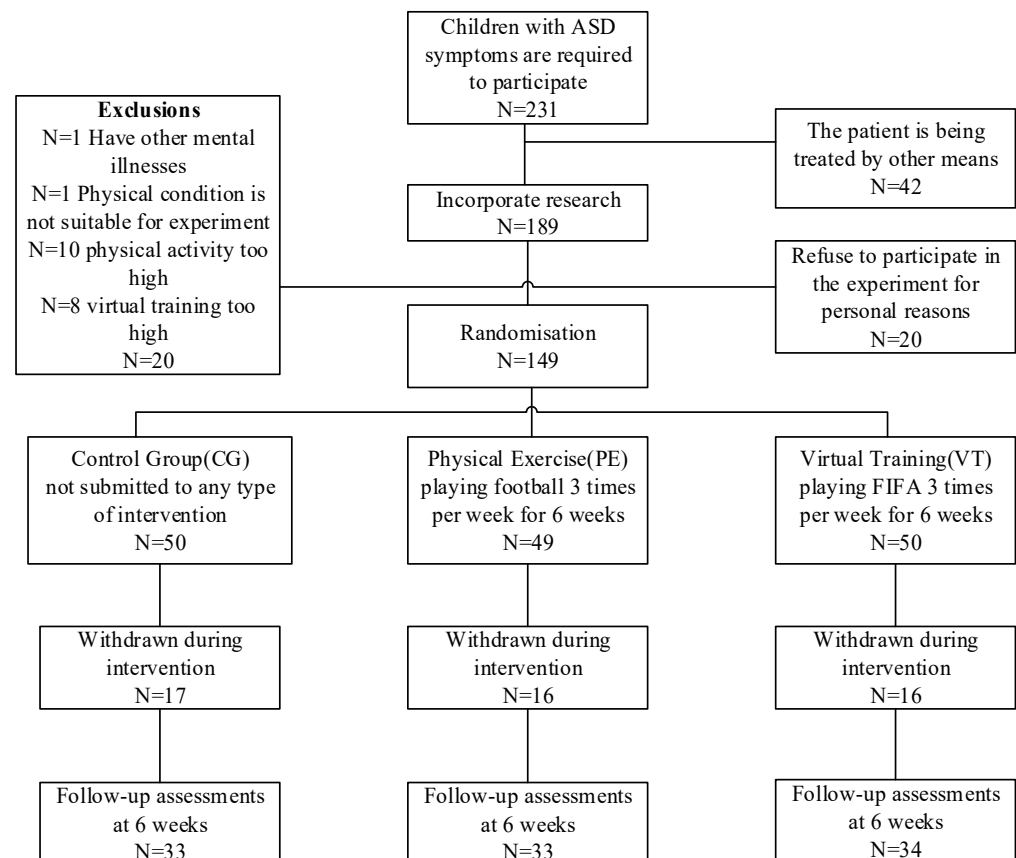 Children with ASD
symptoms are required
to participate
N=231
Exclusions
N=1 Have other mental
illnesses
N=1 Physical condition is
not suitable for experiment
N=10 physical activity too
high
N=8 virtual training too
high
N=20
The patient is being
treated by other means
N=42
Incorporate research
N=189
Refuse to participate in
the experiment for
personal reasons
N=20
Randomisation
N=149
Control Group(CG)
not submitted to any type
of intervention
N=50
Physical Exercise(PE)
playing football 3 times
per week for 6 weeks
N=49
Virtual Training(VT)
playing FIFA 3 times
per week for 6 weeks
N=50
Withdrawn during
intervention
N=17
Withdrawn during
intervention
N=16
Withdrawn during
intervention
N=16
Follow-up assessments
at 6 weeks
N=33
Follow-up assessments
at 6 weeks
N=33
Follow-up assessments
at 6 weeks
N=34